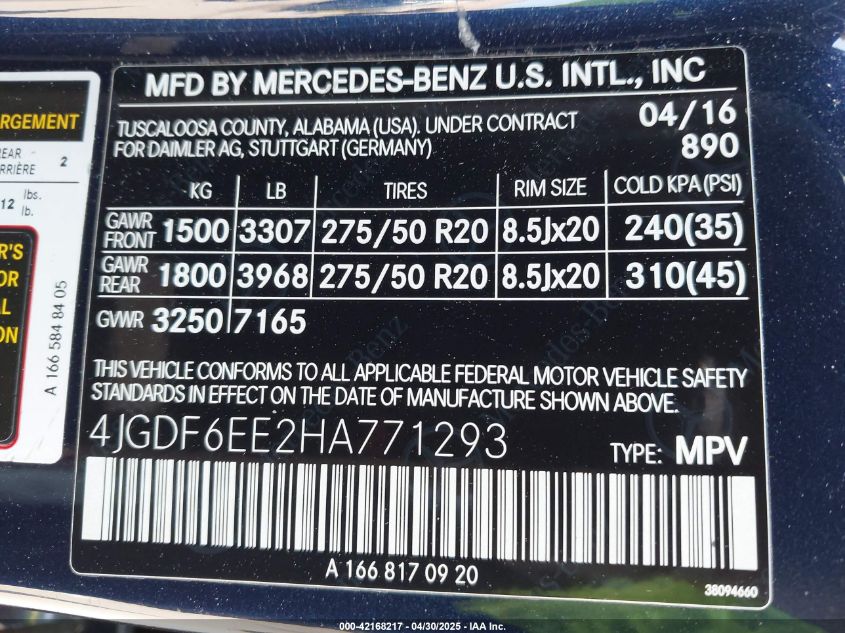 MFD BY MERCEDES-BENZ U.S. INTL., INC
TUSCALOOSA COUNTY, ALABAMA (USA). UNDER CONTRACT
FOR DAIMLER AG, STUTTGART (GERMANY)
04/16
890
KG LB TIRES RIM SIZE COLD KPA(PSI)
GAWR FRONT 1500 3307 275/50 R20 8.5Jx20 240(35)
GAWR REAR 1800 3968 275/50 R20 8.5Jx20 310(45)
GVWR 3250 7165
THIS VEHICLE CONFORMS TO ALL APPLICABLE FEDERAL MOTOR VEHICLE SAFETY
STANDARDS IN EFFECT ON THE DATE OF MANUFACTURE SHOWN ABOVE.
4JGDF6EE2HA771293 TYPE: MPV
A 166 817 09 20
38094660
RGEMENT
2
12 lbs.
lb.
A 166 584 84 05
000-42168217 - 04/30/2025 - IAA Inc.